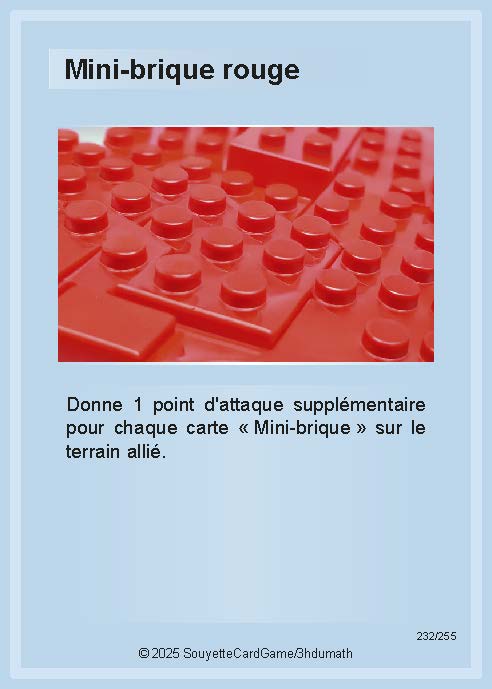 Mini-brique rouge
Donne 1 point d'attaque supplémentaire
pour chaque carte « Mini-brique » sur le
terrain allié.
232/255
© 2025 SouyetteCardGame/3hdumath